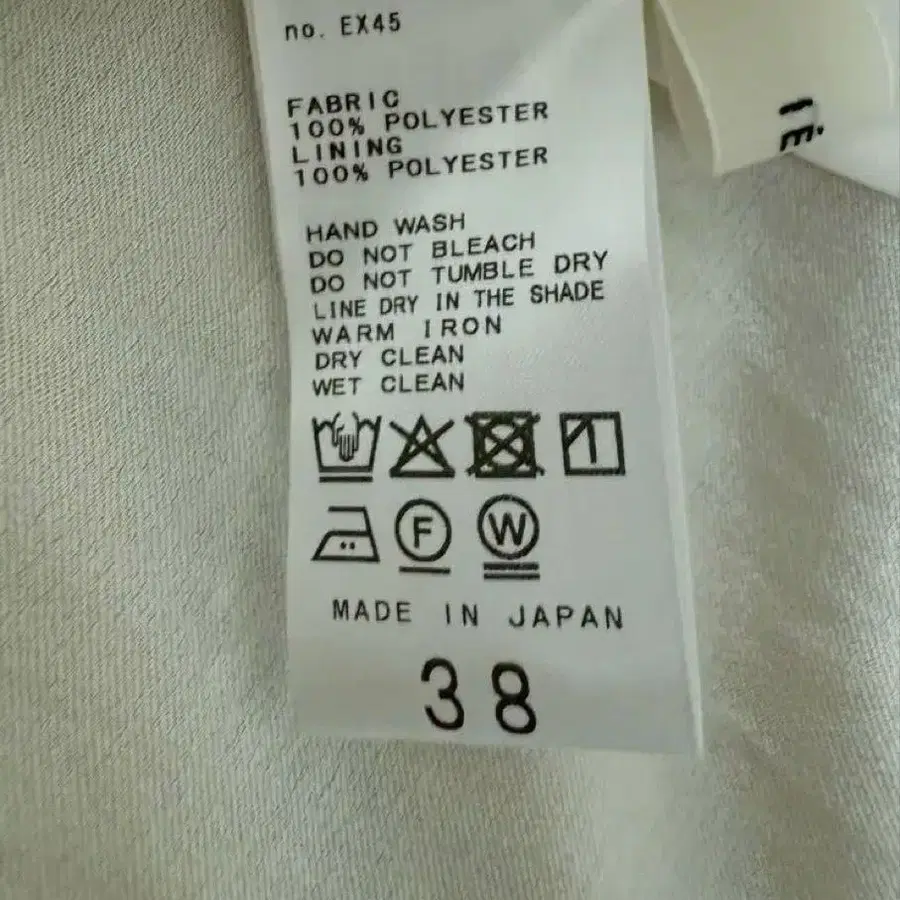 no. EX45
FABRIC
100% POLYESTER
LINING
100% POLYESTER
HAND WASH
DO NOT BLEACH
DO NOT TUMBLE DRY
LINE DRY IN THE SHADE
WARM IRON
DRY CLEAN
WET CLEAN
F W
MADE IN JAPAN
38